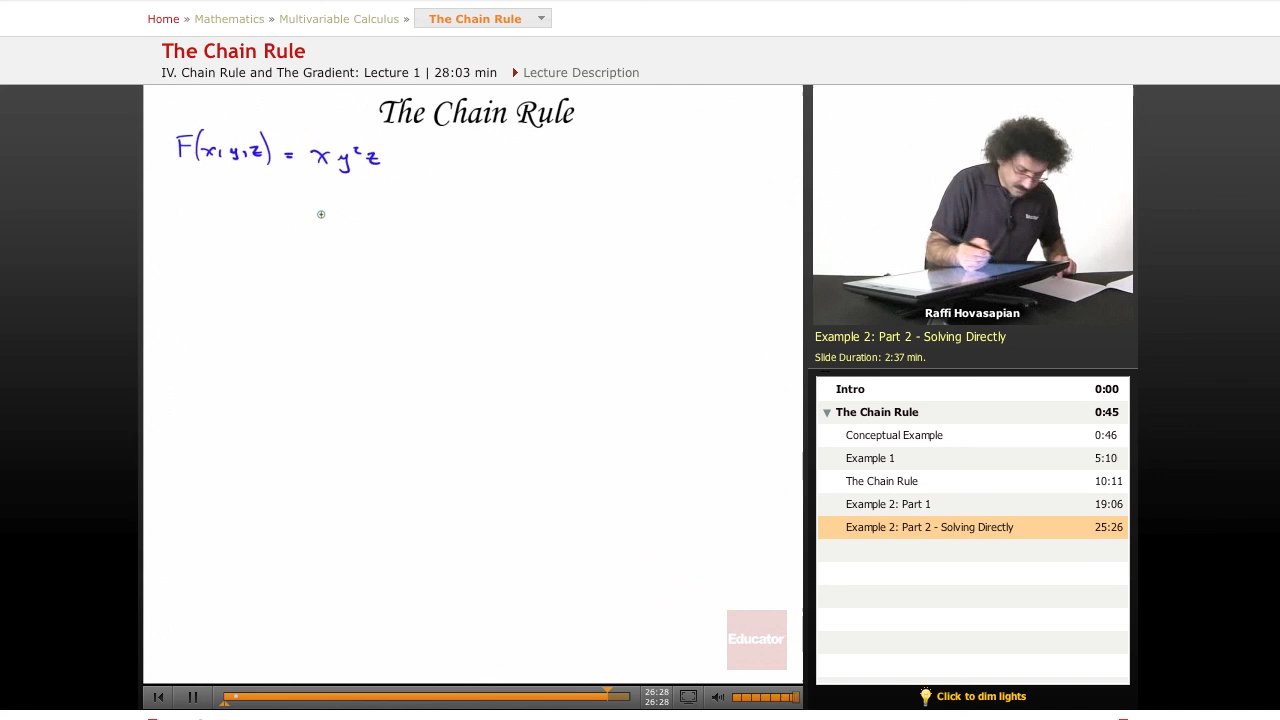 Home » Mathematics » Multivariable Calculus » The Chain Rule
The Chain Rule
IV. Chain Rule and The Gradient: Lecture 1 | 28:03 min Lecture Description
The Chain Rule
F(x, y, z) = x y² z
Educator
26:28
26:28
Raffi Hovasapian
Example 2: Part 2 - Solving Directly
Slide Duration: 2:37 min.
Intro 0:00
The Chain Rule 0:45
Conceptual Example 0:46
Example 1 5:10
The Chain Rule 10:11
Example 2: Part 1 19:06
Example 2: Part 2 - Solving Directly 25:26
Click to dim lights